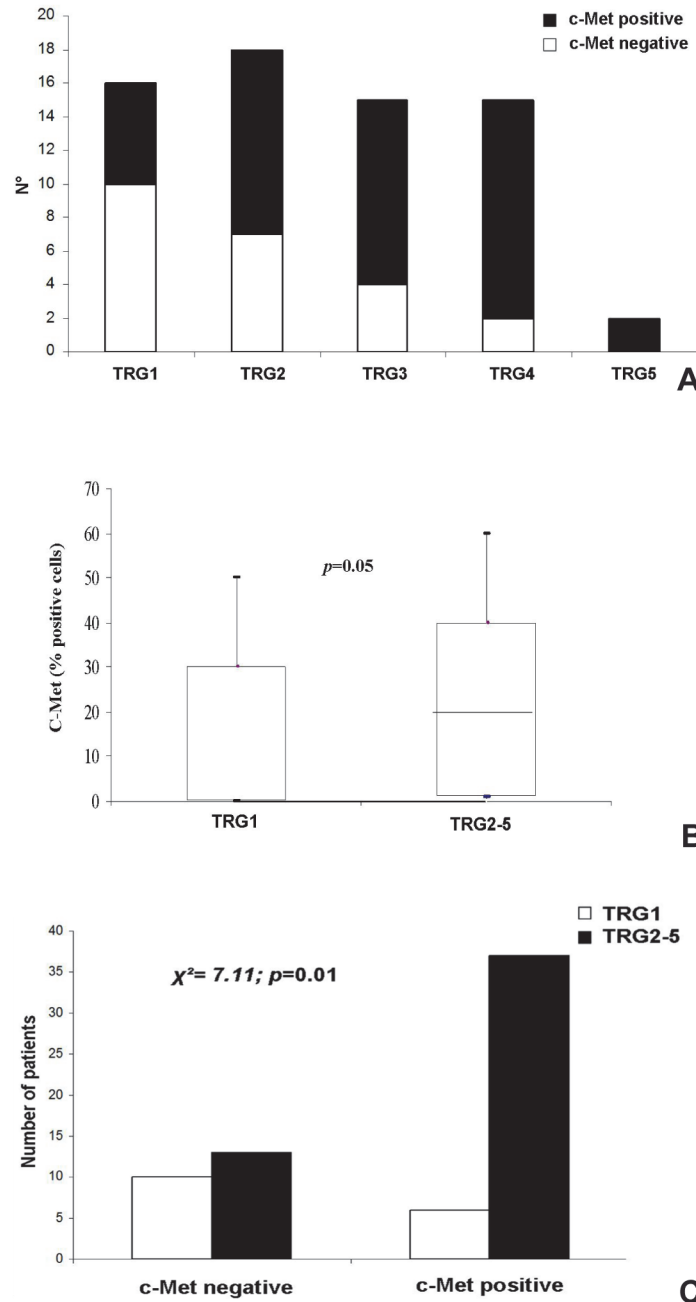 20
18
16
14
12
10
8
6
4
2
0
N°
c-Met positive
c-Met negative
TRG1 TRG2 TRG3 TRG4 TRG5
A
70
60
50
40
30
20
10
0
C-Met (% positive cells)
p=0.05
TRG1 TRG2-5
B
40
35
30
25
20
15
10
5
0
Number of patients
TRG1
TRG2-5
χ²= 7.11; p=0.01
c-Met negative c-Met positive
C